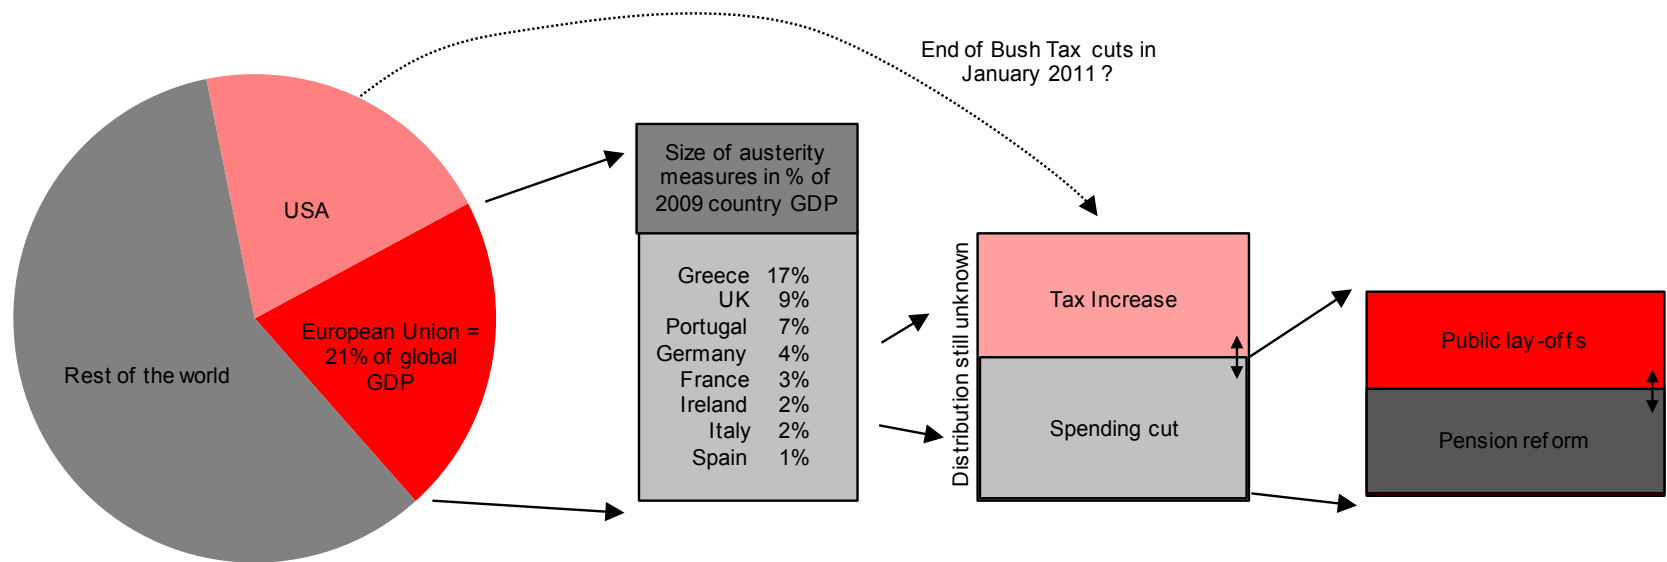 End of Bush Tax cuts in
January 2011 ?
USA
European Union =
21% of global
GDP
Rest of the world
Size of austerity
measures in % of
2009 country GDP
Greece 17%
UK 9%
Portugal 7%
Germany 4%
France 3%
Ireland 2%
Italy 2%
Spain 1%
Distribution still unknown
Tax Increase
Spending cut
Public lay-offs
Pension reform